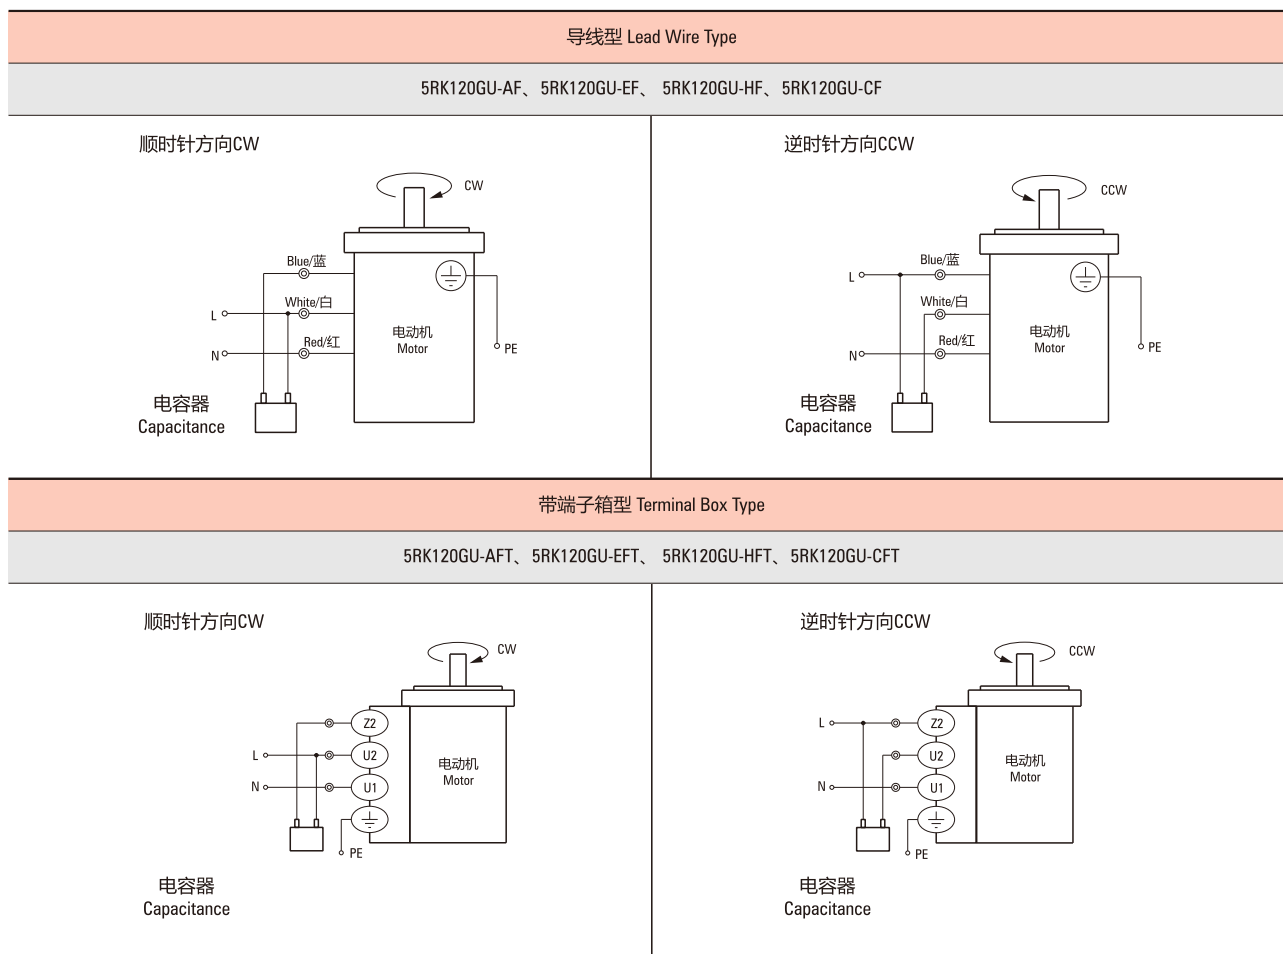 导线型 Lead Wire Type
5RK120GU-AF、5RK120GU-EF、 5RK120GU-HF、5RK120GU-CF
顺时针方向CW
CW
Blue/蓝
White/白
L
Red/红
N
电动机
Motor
PE
电容器
Capacitance
逆时针方向CCW
CCW
Blue/蓝
L
White/白
Red/红
N
电动机
Motor
PE
电容器
Capacitance
带端子箱型 Terminal Box Type
5RK120GU-AFT、5RK120GU-EFT、 5RK120GU-HFT、5RK120GU-CFT
顺时针方向CW
CW
Z2
L
U2
N
U1
电动机
Motor
PE
电容器
Capacitance
逆时针方向CCW
CCW
L
Z2
U2
N
U1
电动机
Motor
PE
电容器
Capacitance